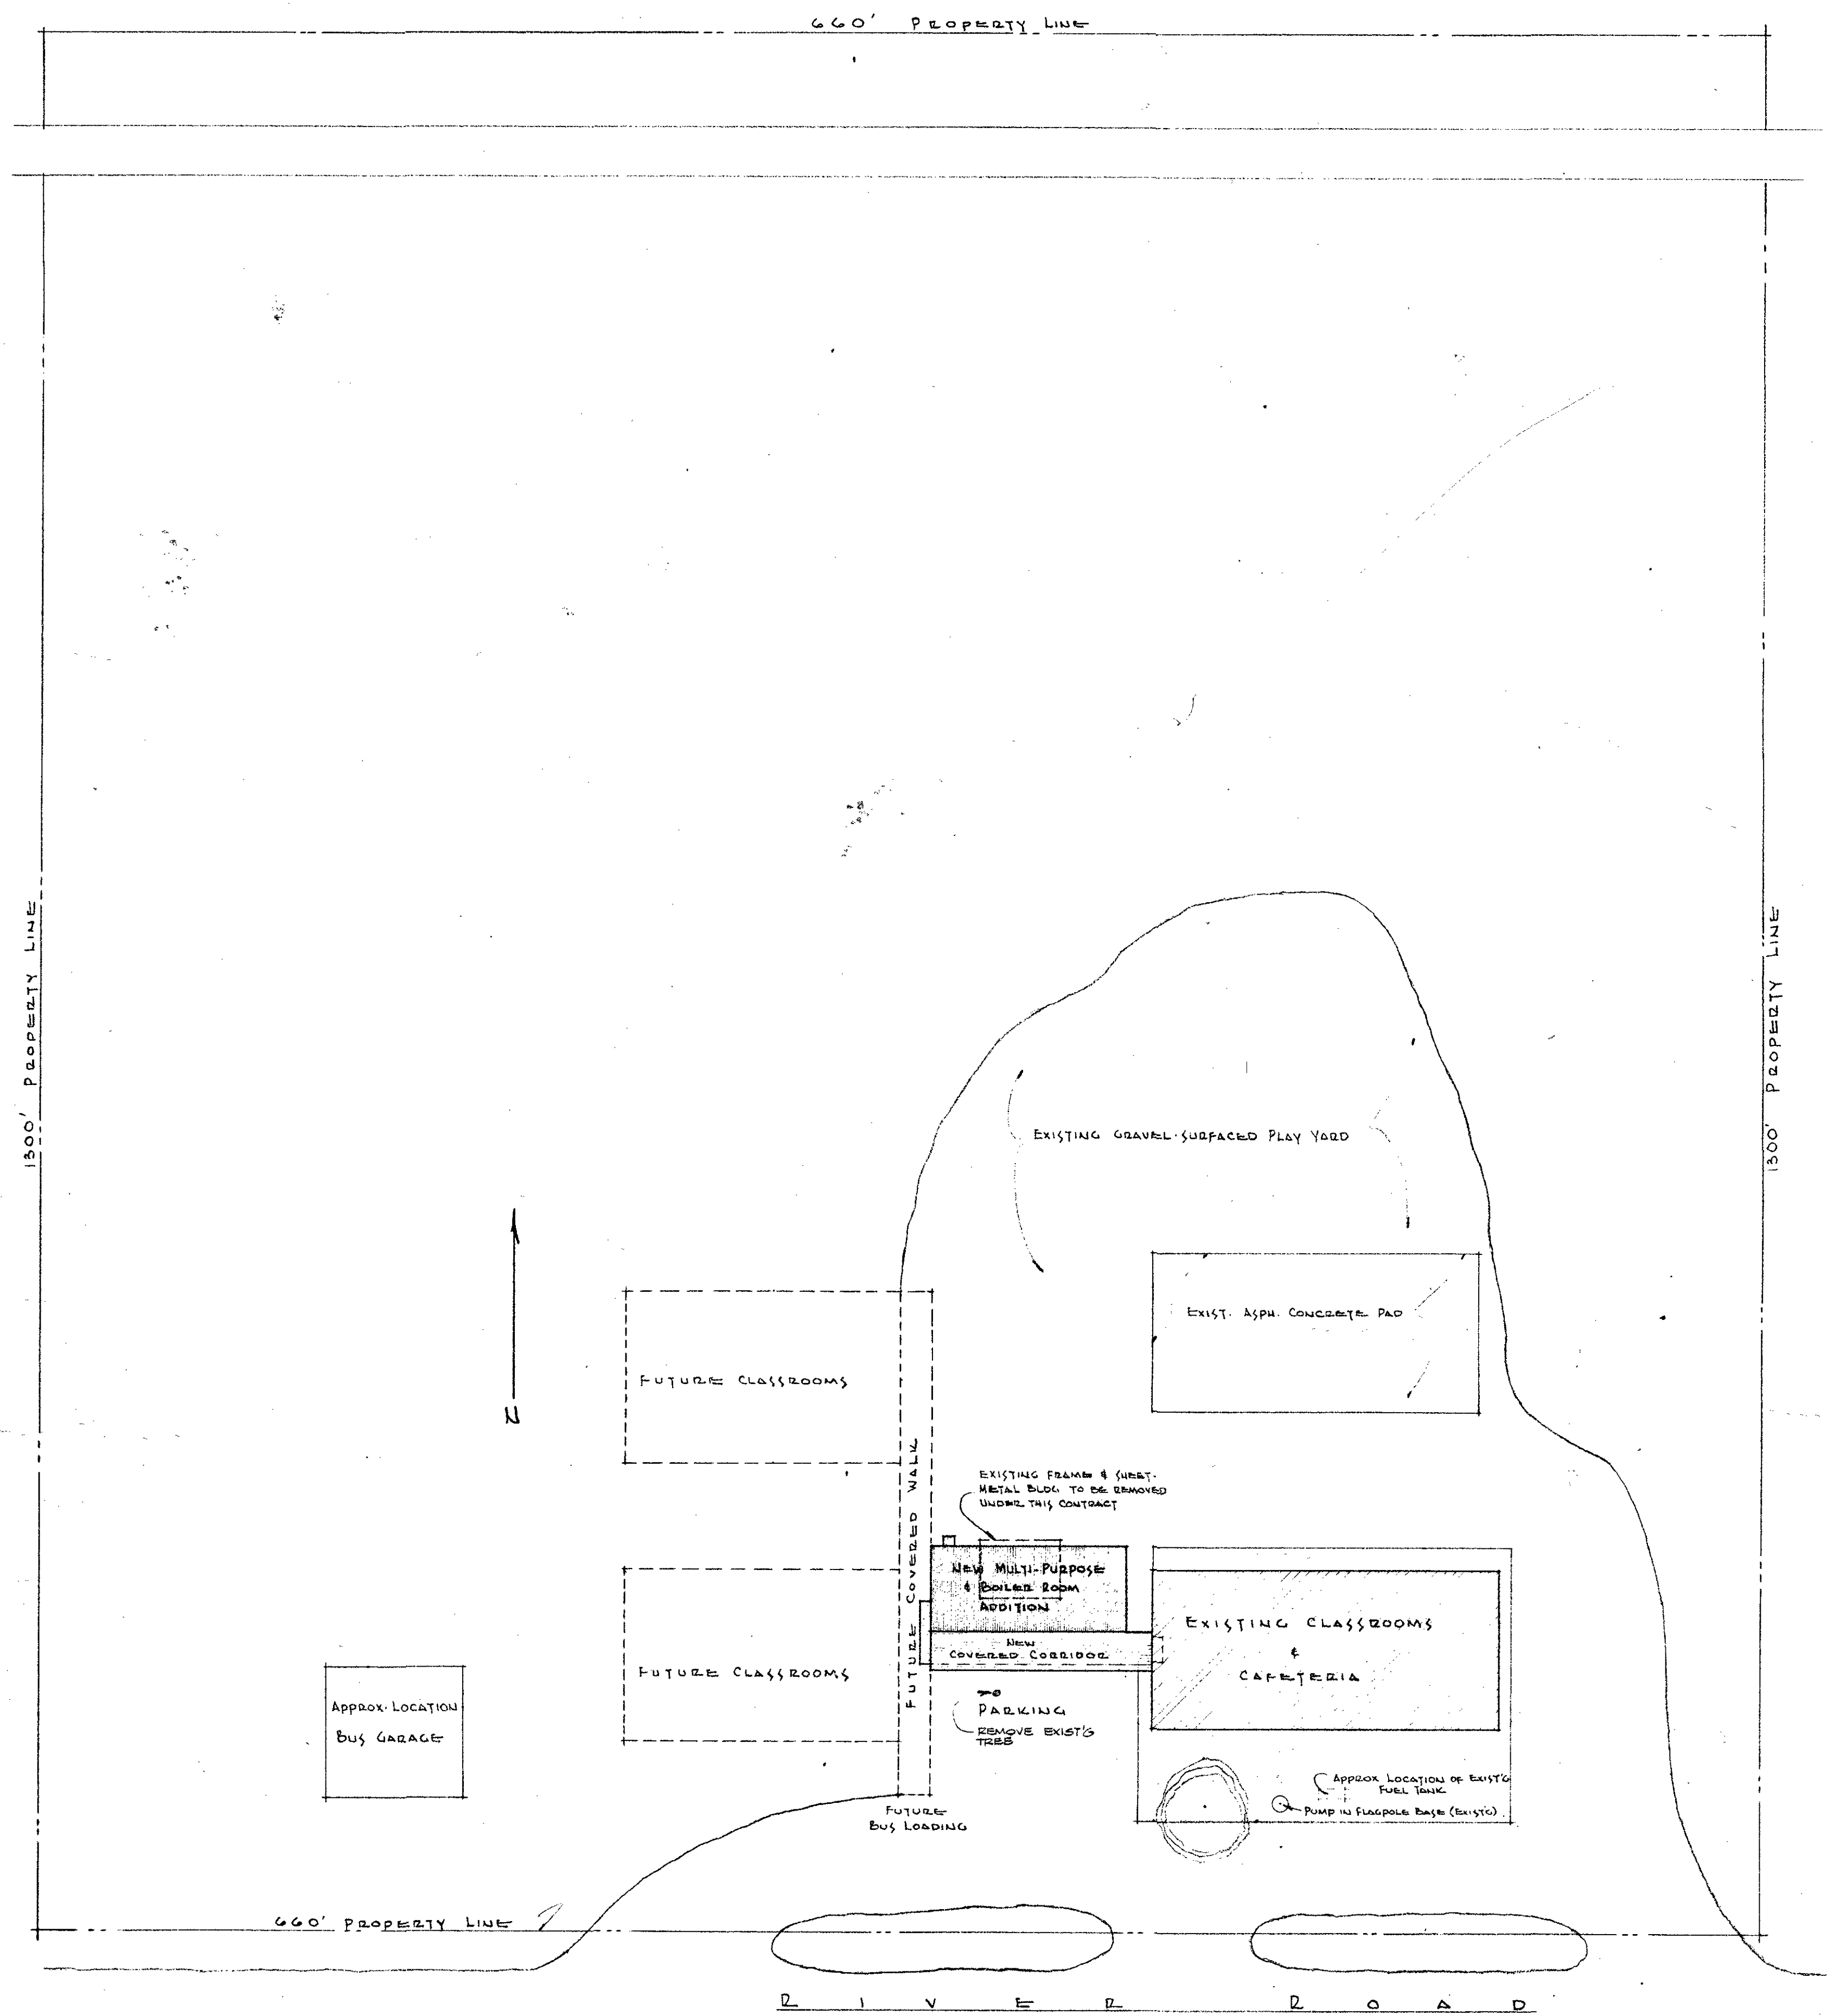 660' PROPERTY LINE
1300' PROPERTY LINE
1300' PROPERTY LINE
EXISTING GRAVEL-SURFACED PLAY YARD
EXIST. ASPH. CONCRETE PAD
N
FUTURE CLASSROOMS
FUTURE COVERED WALK
EXISTING FRAME & SHEET-
METAL BLDG TO BE REMOVED
UNDER THIS CONTRACT
NEW MULTI-PURPOSE
& BOILER ROOM
ADDITION
NEW
COVERED CORRIDOR
EXISTING CLASSROOMS
&
CAFETERIA
FUTURE CLASSROOMS
APPROX. LOCATION
BUS GARAGE
PARKING
REMOVE EXIST'G
TREE
APPROX LOCATION OF EXIST'G
FUEL TANK
PUMP IN FLAGPOLE BASE (EXIST'G)
FUTURE
BUS LOADING
660' PROPERTY LINE
RIVER ROAD